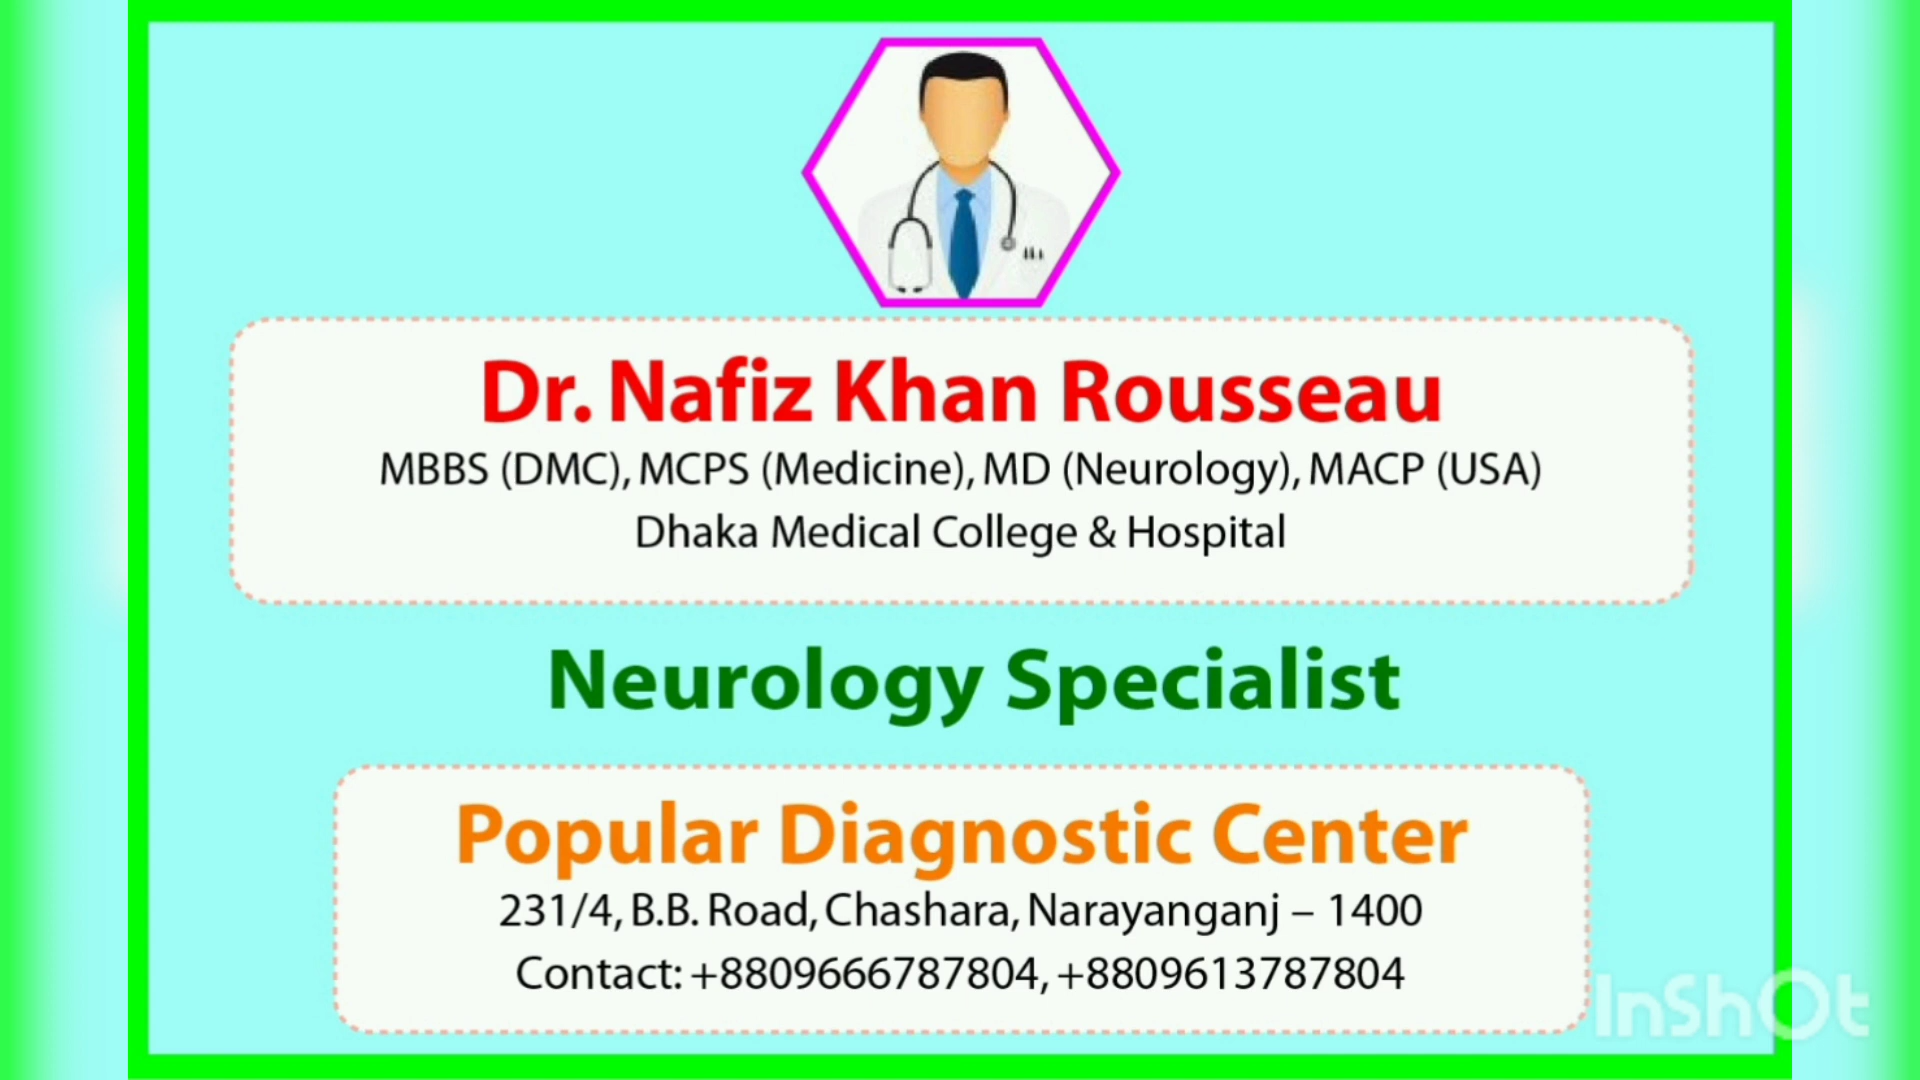 Dr. Nafiz Khan Rousseau
MBBS (DMC), MCPS (Medicine), MD (Neurology), MACP (USA)
Dhaka Medical College & Hospital
Neurology Specialist
Popular Diagnostic Center
231/4, B.B. Road, Chashara, Narayanganj – 1400
Contact: +8809666787804, +8809613787804
InShOt